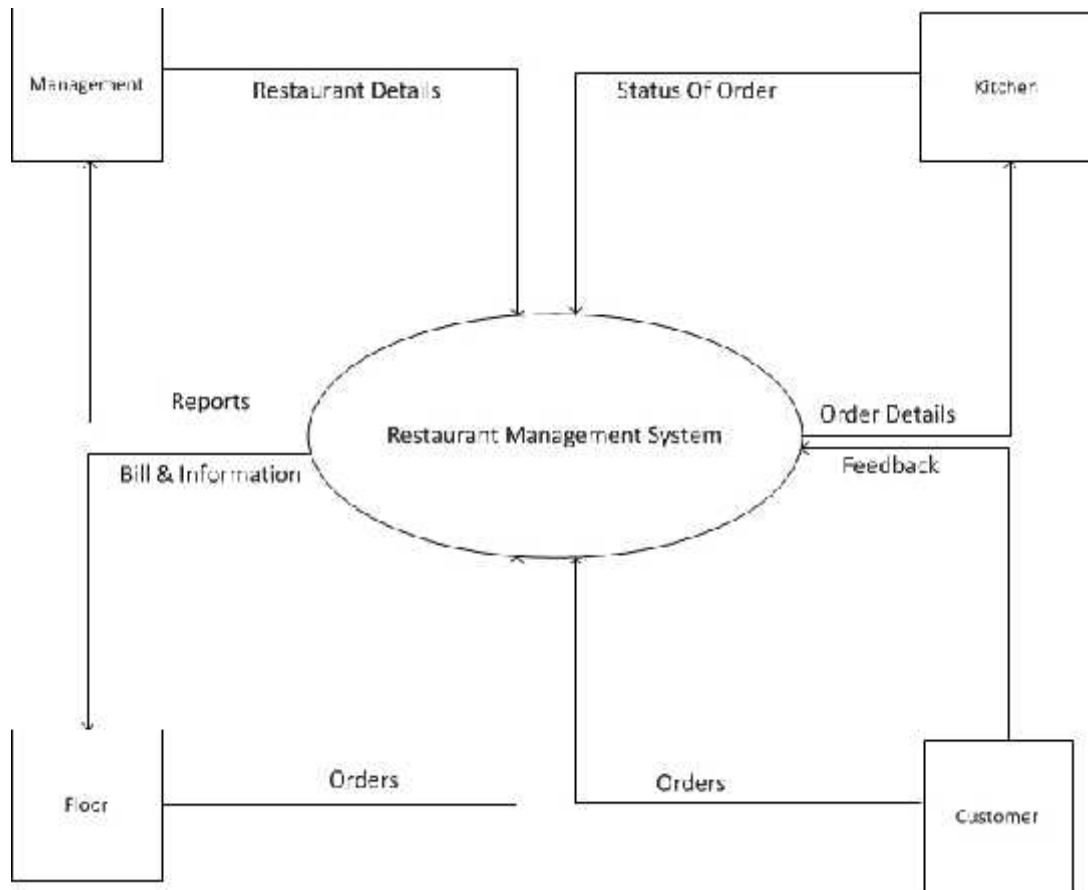 Management
Restaurant Details
Status Of Order
Kitchen
Reports
Restaurant Management System
Order Details
Bill & Information
Feedback
Floor
Orders
Orders
Customer